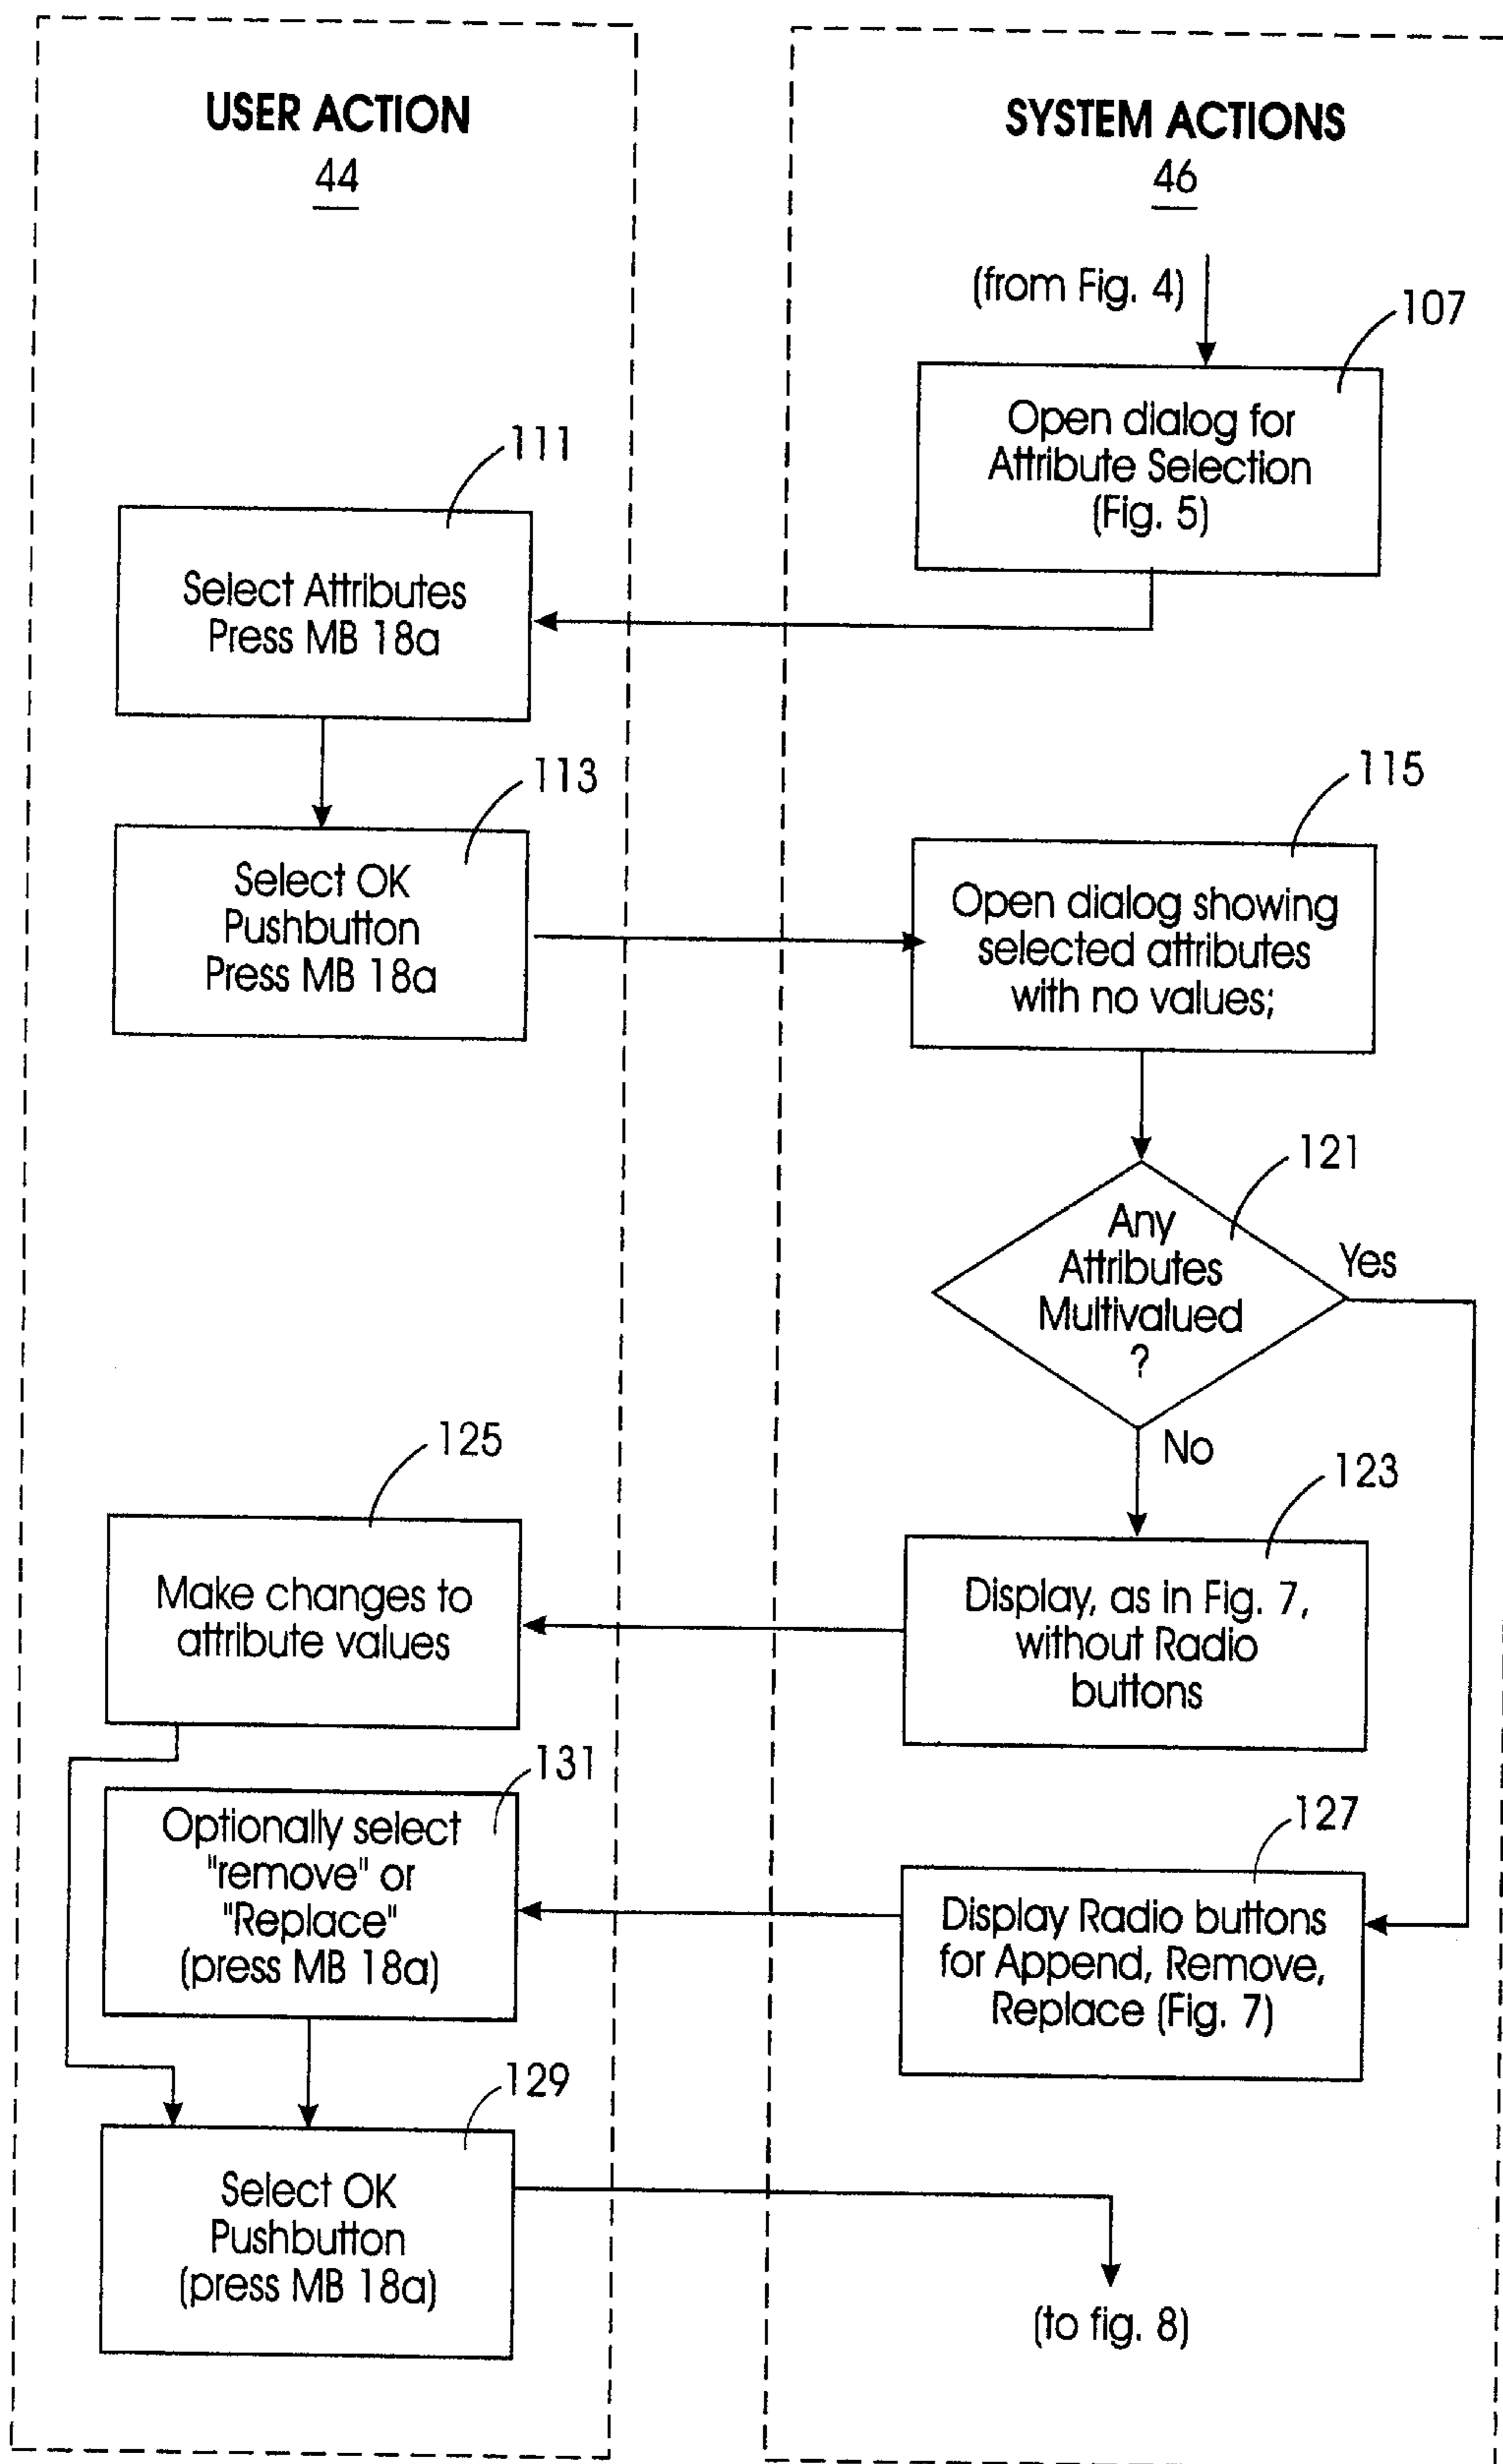 USER ACTION
44
SYSTEM ACTIONS
46
(from Fig. 4)
107
Open dialog for
Attribute Selection
(Fig. 5)
111
Select Attributes
Press MB 18a
113
Select OK
Pushbutton
Press MB 18a
115
Open dialog showing
selected attributes
with no values;
121
Any
Attributes
Multivalued
?
Yes
No
123
Display, as in Fig. 7,
without Radio
buttons
125
Make changes to
attribute values
127
Display Radio buttons
for Append, Remove,
Replace (Fig. 7)
131
Optionally select
"remove" or
"Replace"
(press MB 18a)
129
Select OK
Pushbutton
(press MB 18a)
(to fig. 8)